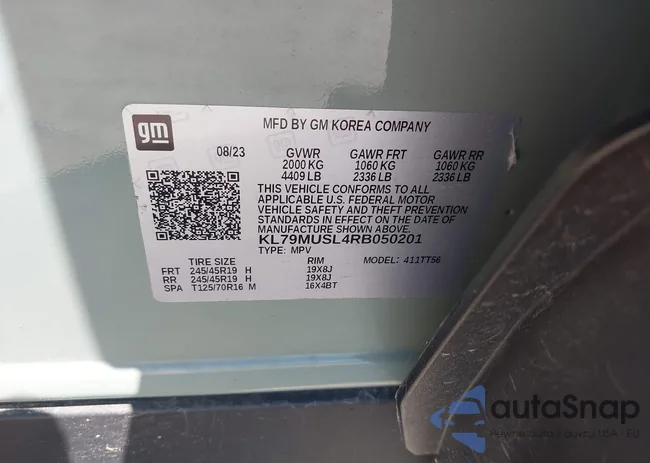 gm
MFD BY GM KOREA COMPANY
08/23 GVWR GAWR FRT GAWR RR
2000 KG 1060 KG 1060 KG
4409 LB 2336 LB 2336 LB
THIS VEHICLE CONFORMS TO ALL
APPLICABLE U.S. FEDERAL MOTOR
VEHICLE SAFETY AND THEFT PREVENTION
STANDARDS IN EFFECT ON THE DATE OF
MANUFACTURE SHOWN ABOVE.
KL79MUSL4RB050201
TYPE: MPV MODEL: 411TT56
TIRE SIZE RIM
FRT 245/45R19 H 19X8J
RR 245/45R19 H 19X8J
SPA T125/70R16 M 16X4BT
autoSnap
USA - EU